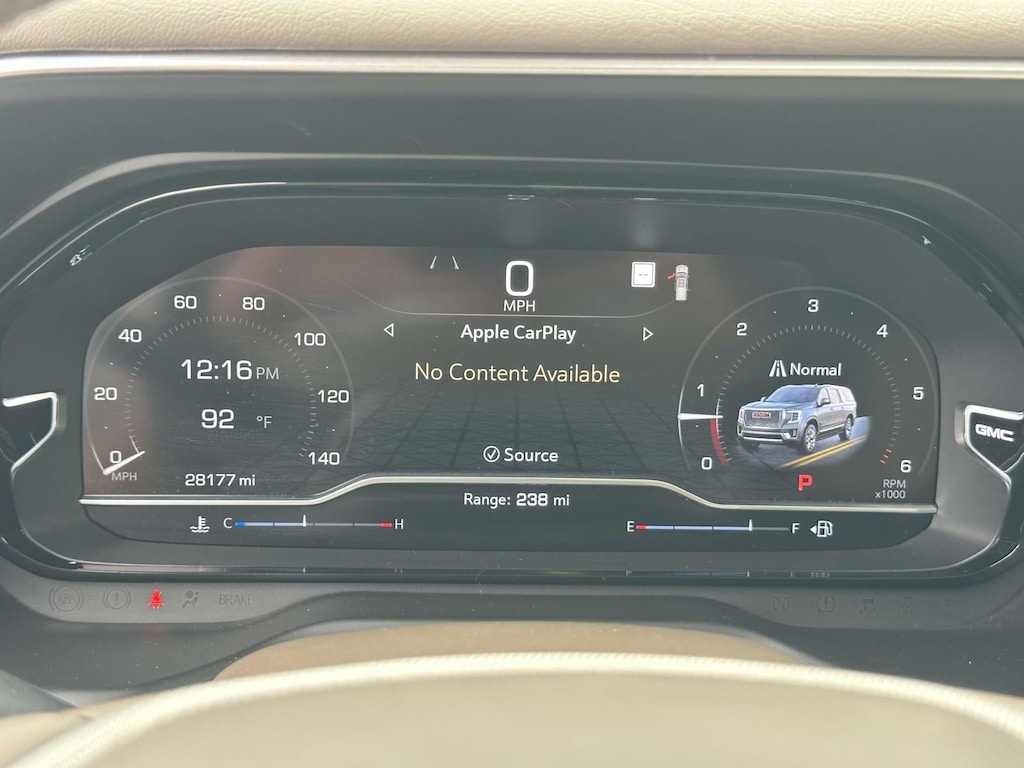 0
MPH
Apple CarPlay
No Content Available
Source
Range: 238 mi
0
20
40
60
80
100
120
140
MPH
12:16 PM
92 °F
28177 mi
C H
0
1
2
3
4
5
6
Normal
P
RPM
x1000
E F
GMC
ABS
BRAKE